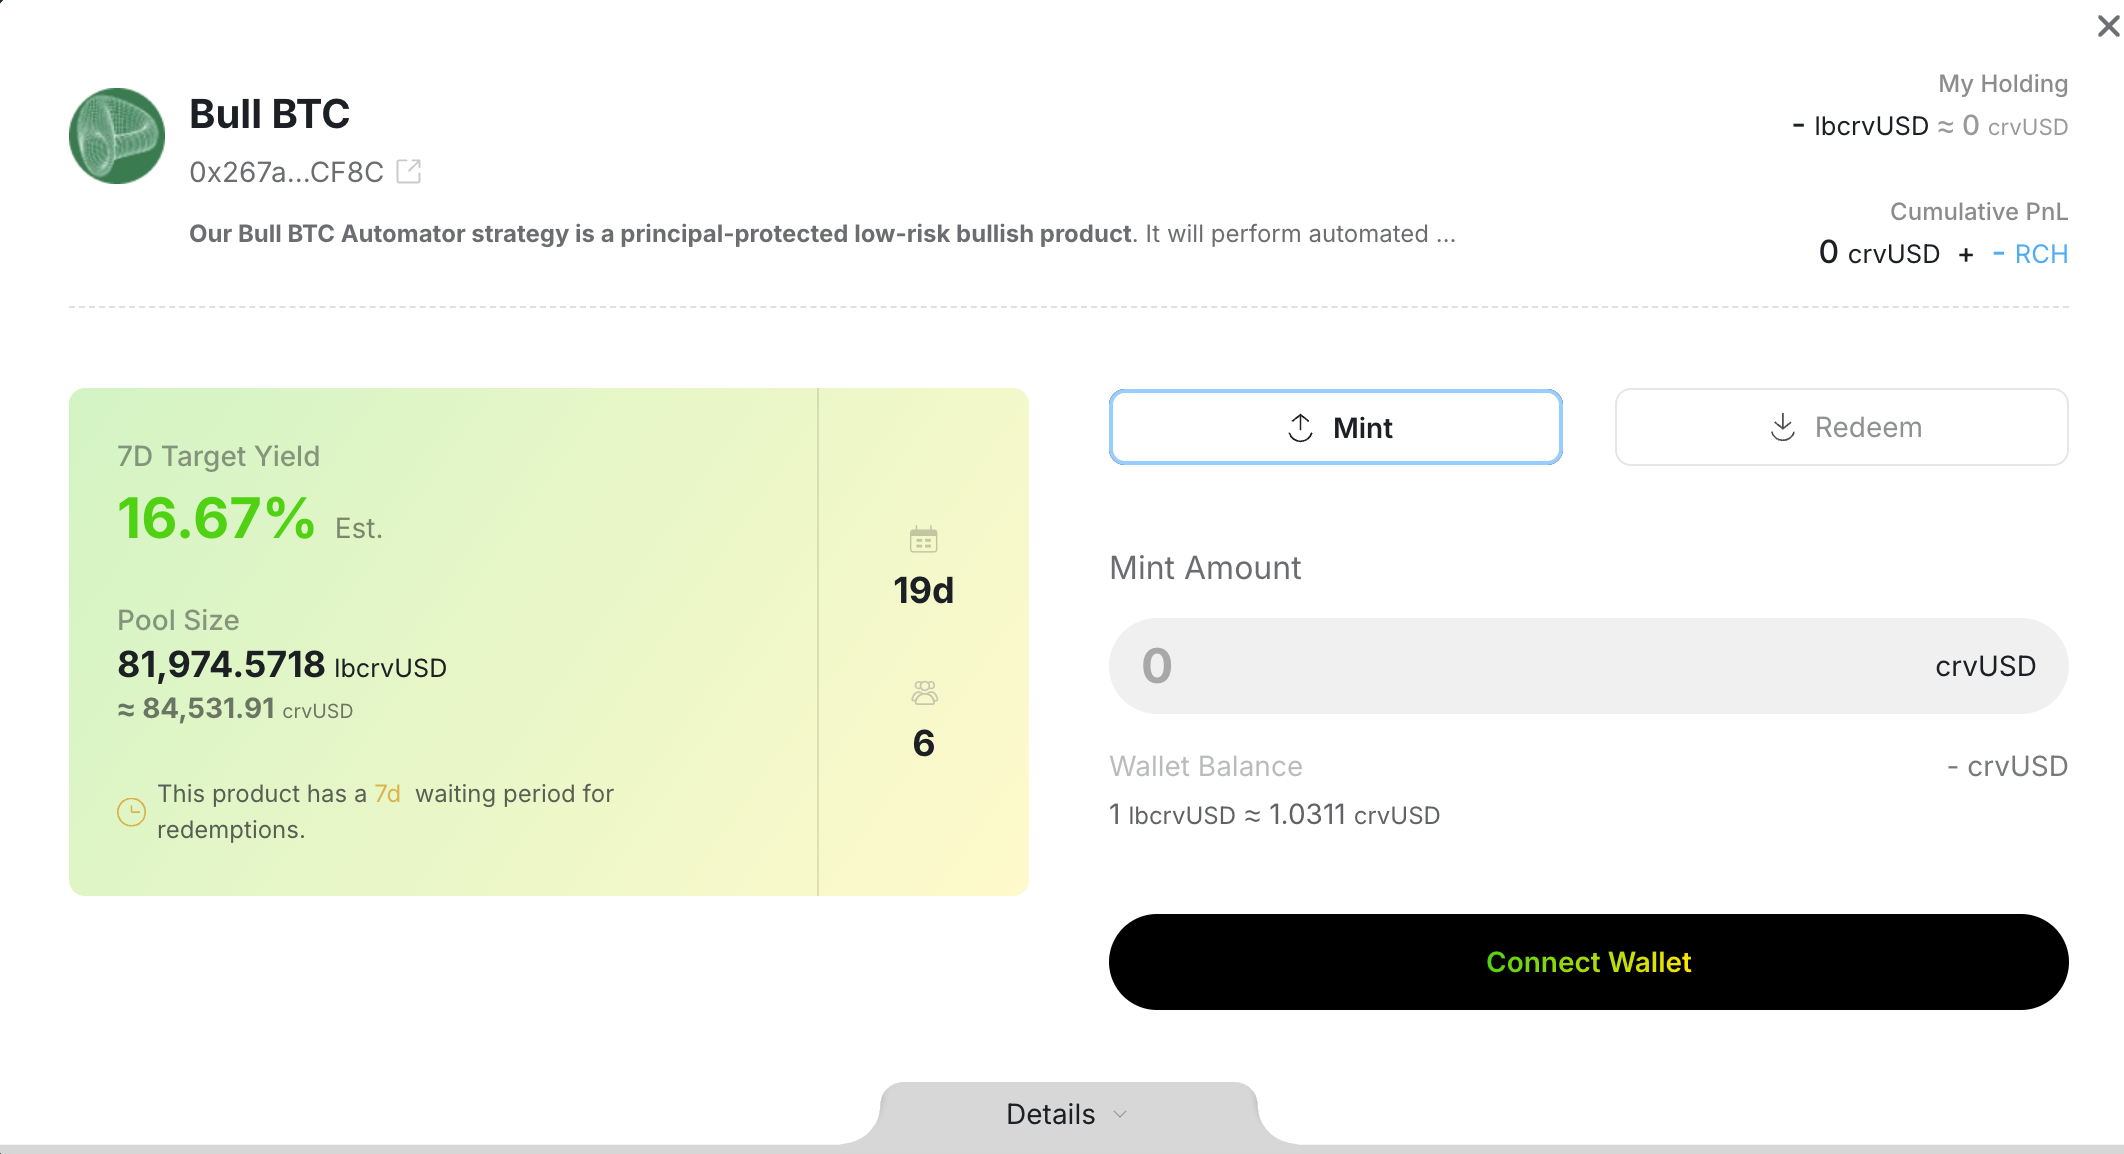 Bull BTC
0x267a...CF8C
Our Bull BTC Automator strategy is a principal-protected low-risk bullish product. It will perform automated ...
My Holding
- lbcrvUSD ≈ 0 crvUSD
Cumulative PnL
0 crvUSD + - RCH
7D Target Yield
16.67% Est.
Pool Size
81,974.5718 lbcrvUSD
≈ 84,531.91 crvUSD
This product has a 7d waiting period for
redemptions.
19d
6
Mint
Redeem
Mint Amount
0 crvUSD
Wallet Balance - crvUSD
1 lbcrvUSD ≈ 1.0311 crvUSD
Connect Wallet
Details